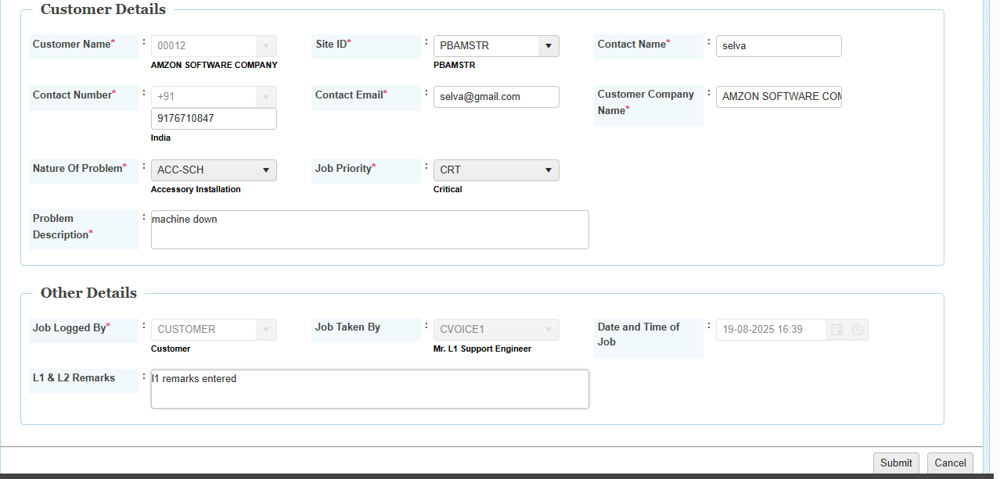 Customer Details
Customer Name* : 00012 Site ID* : PBAMSTR Contact Name* : selva
AMZON SOFTWARE COMPANY PBAMSTR
Contact Number* : +91 Contact Email* : selva@gmail.com Customer Company : AMZON SOFTWARE COM
Name*
9176710847
India
Nature Of Problem* : ACC-SCH Job Priority* : CRT
Accessory Installation Critical
Problem : machine down
Description*
Other Details
Job Logged By* : CUSTOMER Job Taken By : CVOICE1 Date and Time of : 19-08-2025 16:39
Job
Customer Mr. L1 Support Engineer
L1 & L2 Remarks : l1 remarks entered
Submit Cancel